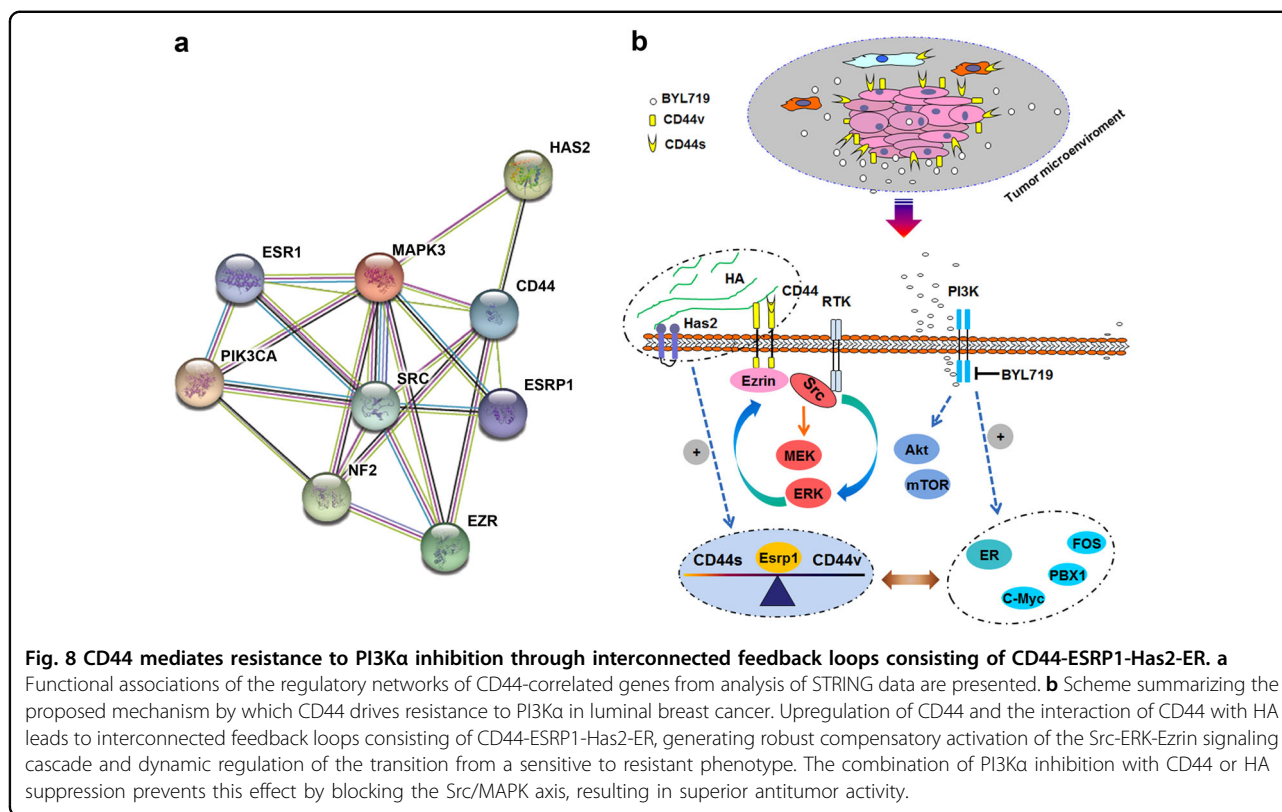 a
HAS2
ESR1
MAPK3
CD44
PIK3CA
SRC
ESRP1
NF2
EZR
b
BYL719
CD44v
CD44s
Tumor microenviroment
HA
CD44
RTK
PI3K
Has2
Ezrin
Src
BYL719
+
MEK
Akt
+
mTOR
ERK
CD44s
Esrp1
CD44v
ER
FOS
PBX1
C-Myc
Fig. 8 CD44 mediates resistance to PI3Kα inhibition through interconnected feedback loops consisting of CD44-ESRP1-Has2-ER. a
Functional associations of the regulatory networks of CD44-correlated genes from analysis of STRING data are presented. b Scheme summarizing the
proposed mechanism by which CD44 drives resistance to PI3Kα in luminal breast cancer. Upregulation of CD44 and the interaction of CD44 with HA
leads to interconnected feedback loops consisting of CD44-ESRP1-Has2-ER, generating robust compensatory activation of the Src-ERK-Ezrin signaling
cascade and dynamic regulation of the transition from a sensitive to resistant phenotype. The combination of PI3Kα inhibition with CD44 or HA
suppression prevents this effect by blocking the Src/MAPK axis, resulting in superior antitumor activity.